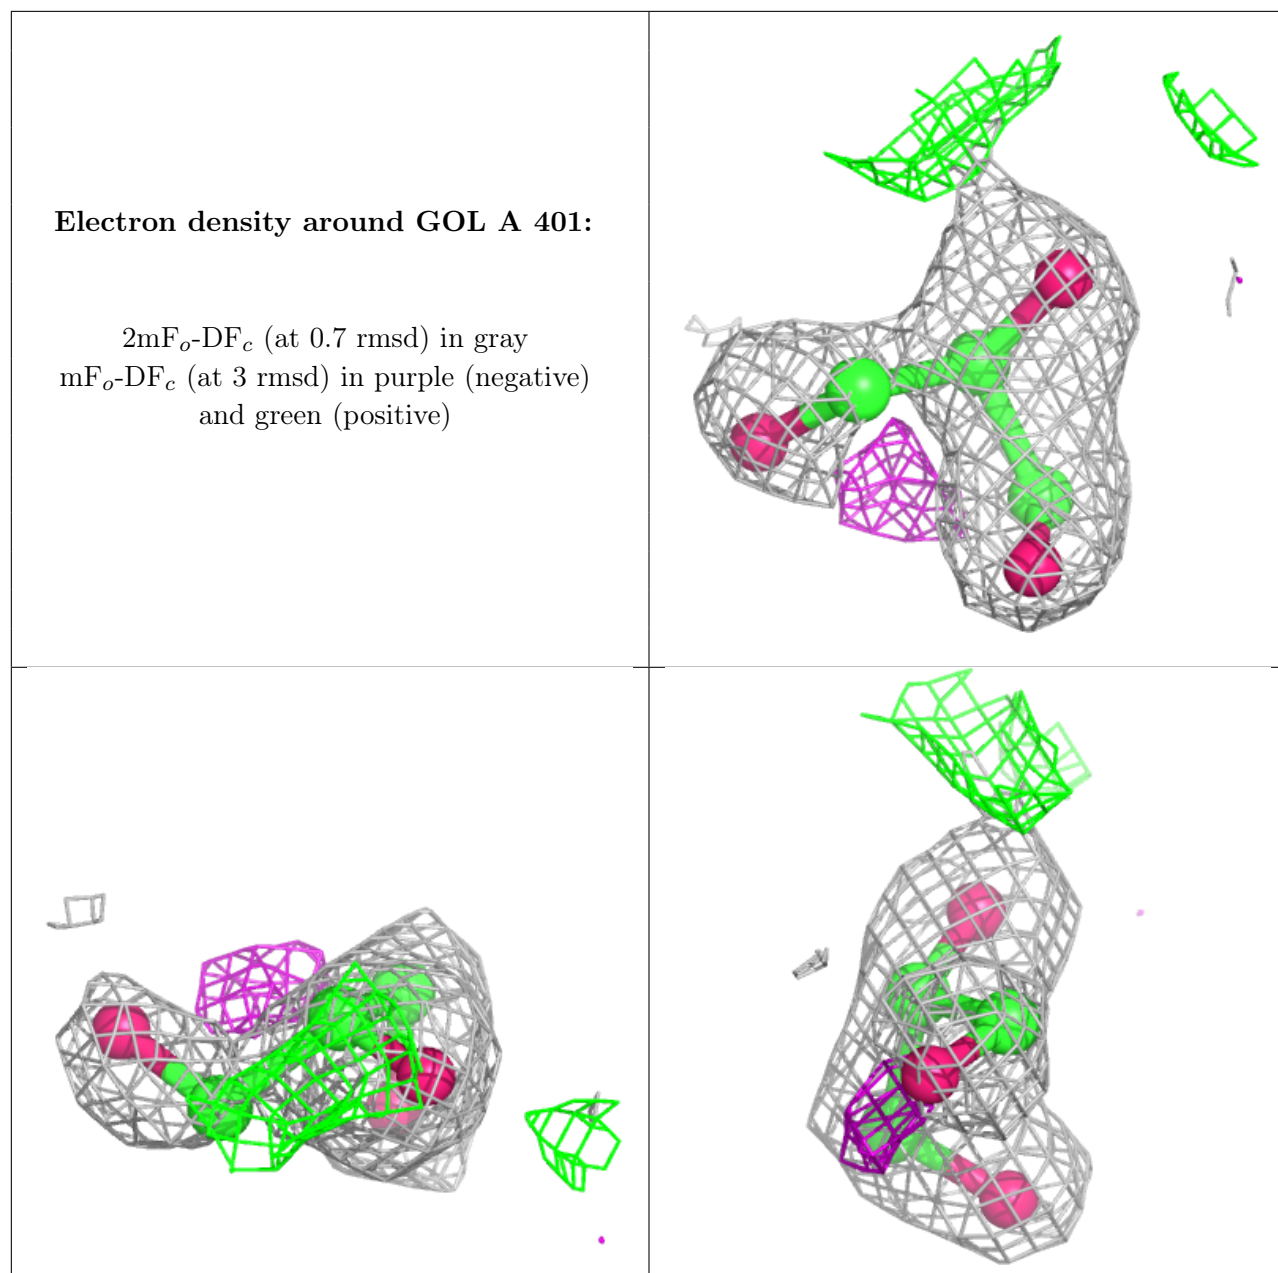 Electron density around GOL A 401:
2mFo-DFc (at 0.7 rmsd) in gray
mFo-DFc (at 3 rmsd) in purple (negative)
and green (positive)